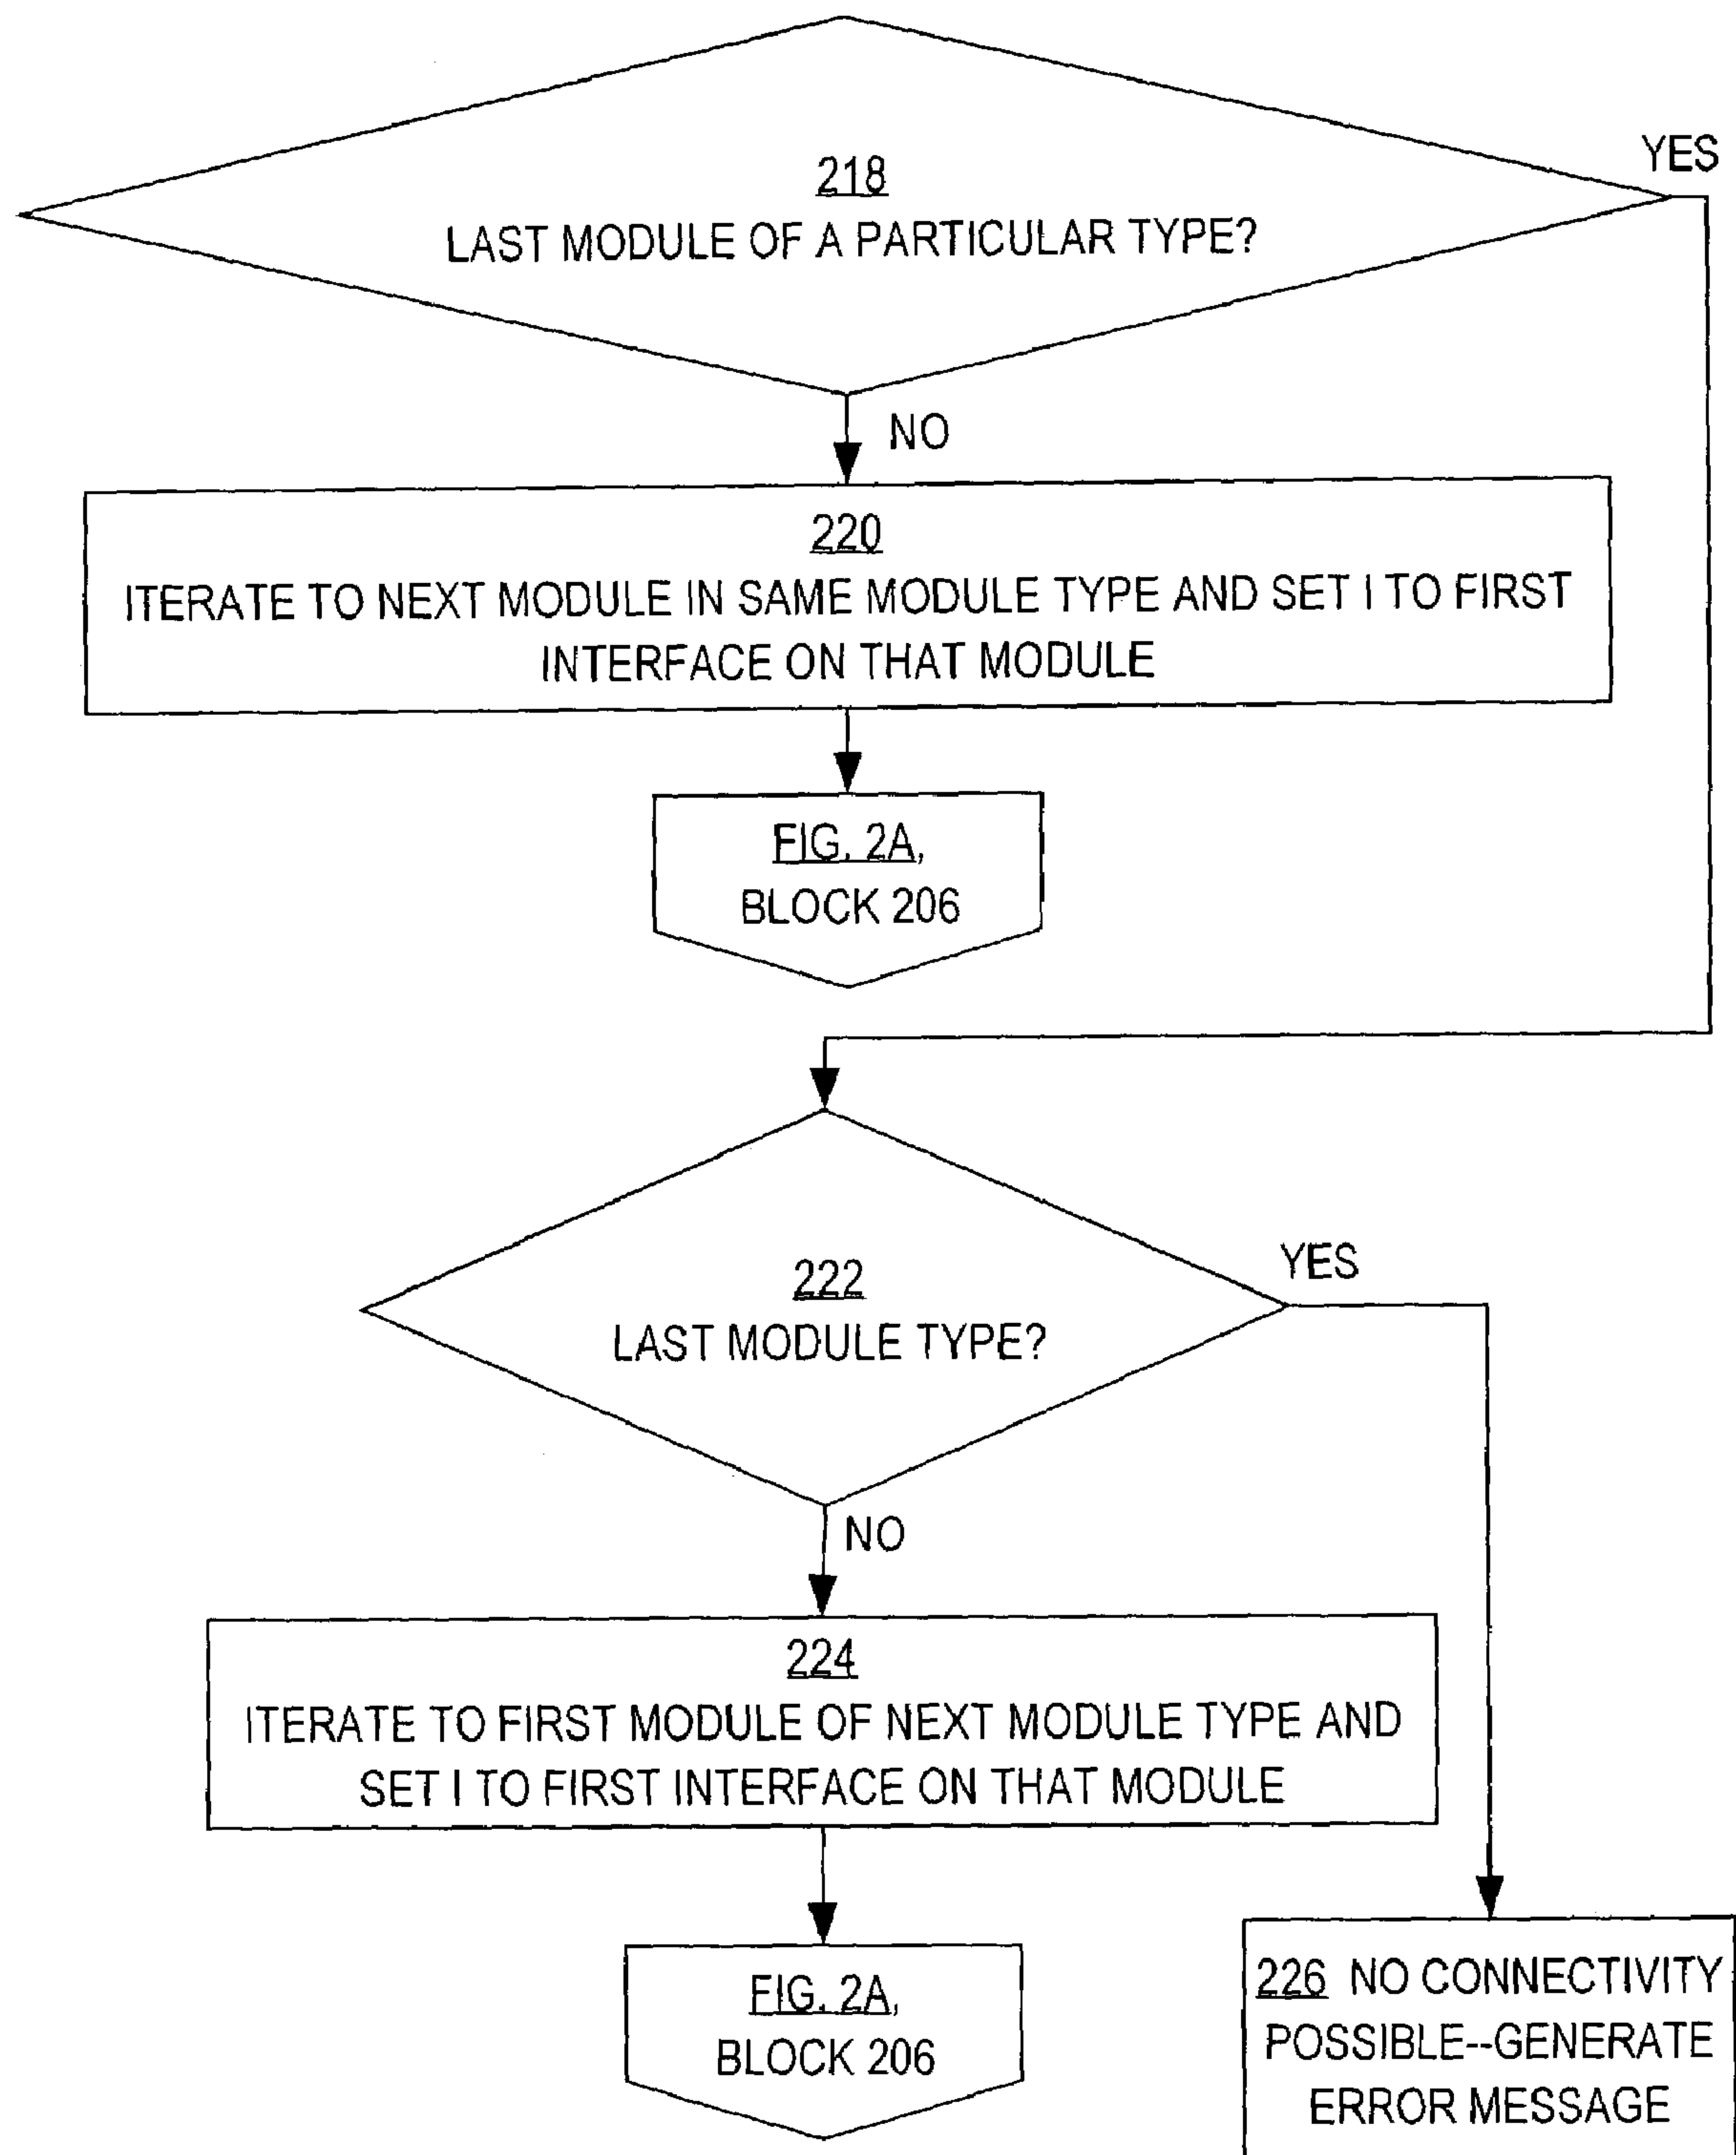 218
YES
LAST MODULE OF A PARTICULAR TYPE?
NO
220
ITERATE TO NEXT MODULE IN SAME MODULE TYPE AND SET I TO FIRST
INTERFACE ON THAT MODULE
FIG. 2A,
BLOCK 206
222
YES
LAST MODULE TYPE?
NO
224
ITERATE TO FIRST MODULE OF NEXT MODULE TYPE AND
SET I TO FIRST INTERFACE ON THAT MODULE
FIG. 2A,
BLOCK 206
226 NO CONNECTIVITY
POSSIBLE--GENERATE
ERROR MESSAGE